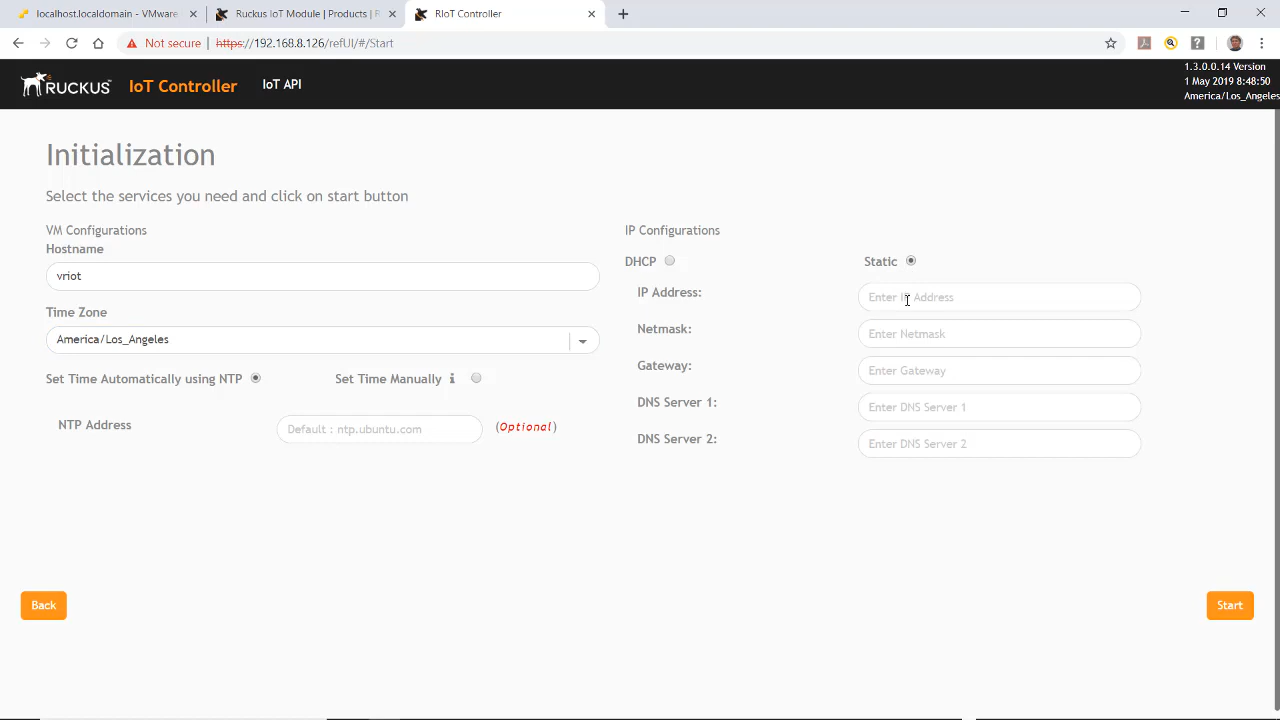 localhost.localdomain - VMware
Ruckus IoT Module | Products | R
RIoT Controller
Not secure | https://192.168.8.126/refUI/#/Start
RUCKUS IoT Controller IoT API
1.3.0.0.14 Version
1 May 2019 8:48:50
America/Los_Angeles
Initialization
Select the services you need and click on start button
VM Configurations
Hostname
vriot
Time Zone
America/Los_Angeles
Set Time Automatically using NTP
Set Time Manually i
NTP Address
Default : ntp.ubuntu.com
(Optional)
IP Configurations
DHCP
Static
IP Address:
Enter IP Address
Netmask:
Enter Netmask
Gateway:
Enter Gateway
DNS Server 1:
Enter DNS Server 1
DNS Server 2:
Enter DNS Server 2
Back
Start